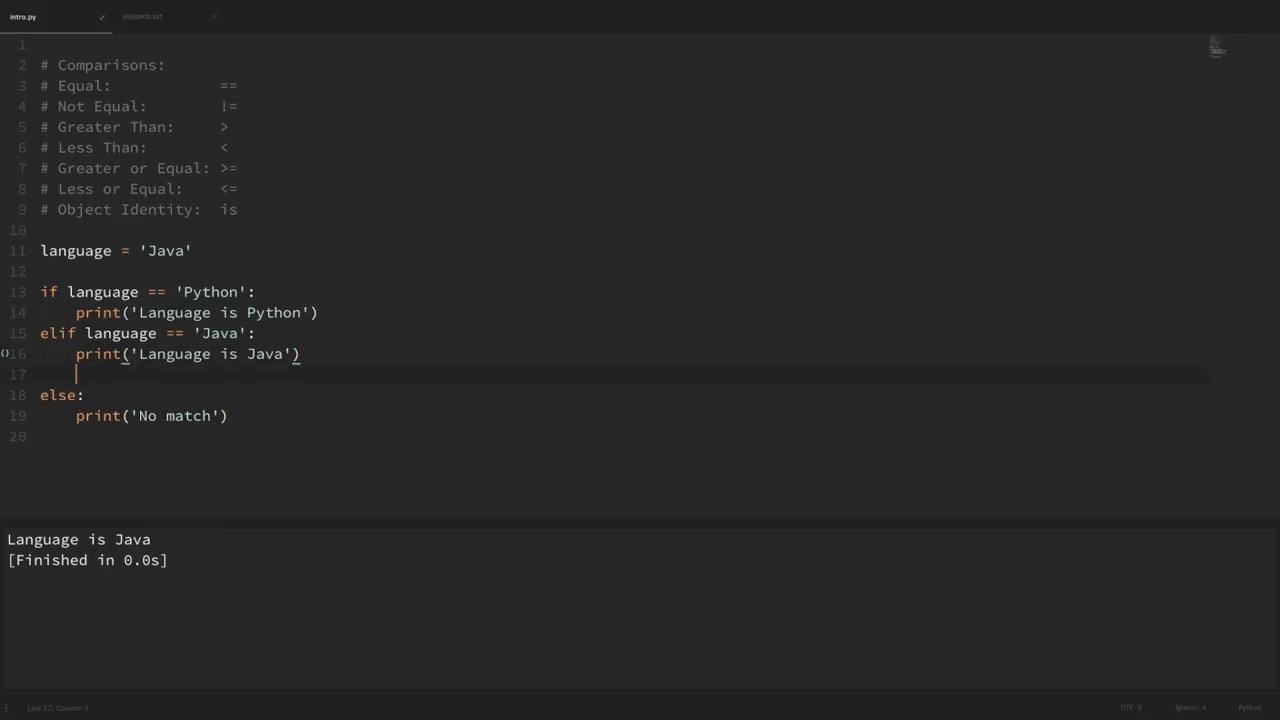 intro.py
snippets.txt
1
2 # Comparisons:
3 # Equal:            ==
4 # Not Equal:        !=
5 # Greater Than:     >
6 # Less Than:        <
7 # Greater or Equal: >=
8 # Less or Equal:    <=
9 # Object Identity:  is
10
11 language = 'Java'
12
13 if language == 'Python':
14     print('Language is Python')
15 elif language == 'Java':
16     print('Language is Java')
17
18 else:
19     print('No match')
20
Language is Java
[Finished in 0.0s]
17, Column 5
UTF-8 Spaces: 4 Python